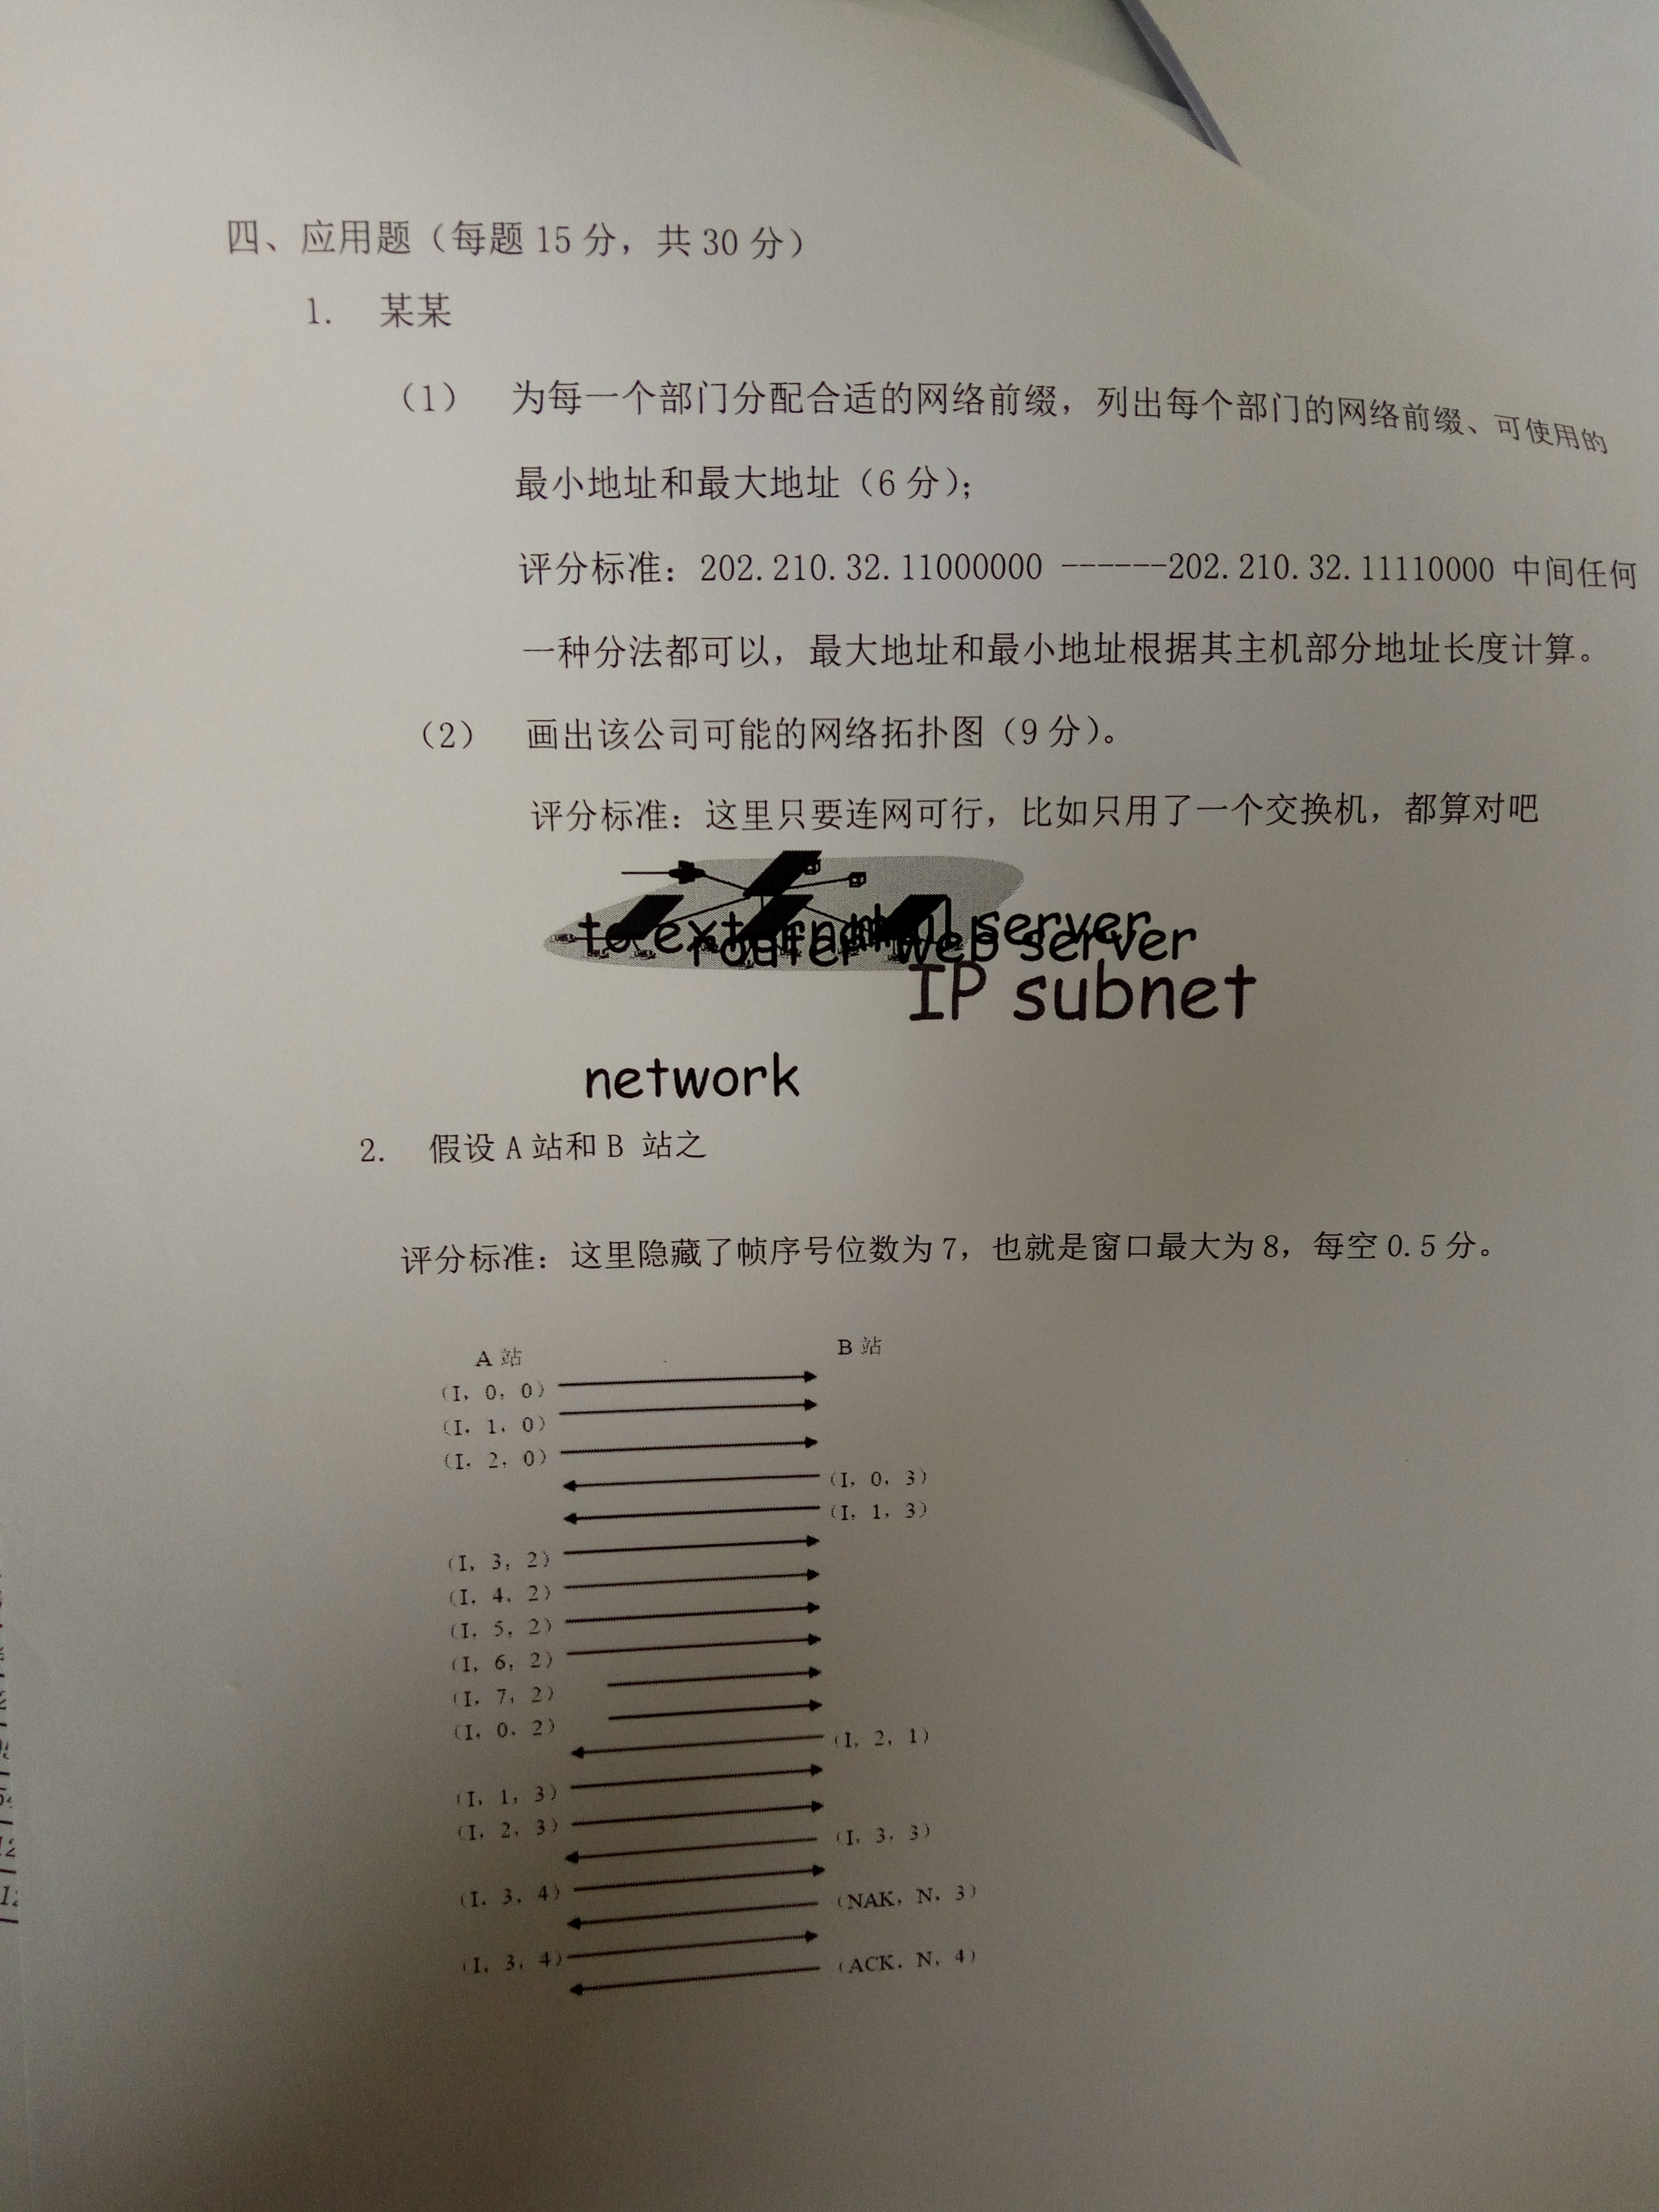 四、应用题（每题 15 分，共 30 分）
1. 某某
（1） 为每一个部门分配合适的网络前缀，列出每个部门的网络前缀、可使用的
最小地址和最大地址（6 分）；
评分标准：202.210.32.11000000 ------202.210.32.11110000 中间任何
一种分法都可以，最大地址和最小地址根据其主机部分地址长度计算。
（2） 画出该公司可能的网络拓扑图（9 分）。
评分标准：这里只要连网可行，比如只用了一个交换机，都算对吧
to external server
router web server
IP subnet
network
2. 假设 A 站和 B 站之
评分标准：这里隐藏了帧序号位数为 7，也就是窗口最大为 8，每空 0.5 分。
A 站 B 站
（I，0，0）
（I，1，0）
（I，2，0）
（I，0，3）
（I，1，3）
（I，3，2）
（I，4，2）
（I，5，2）
（I，6，2）
（I，7，2）
（I，0，2）
（I，2，1）
（I，1，3）
（I，2，3）
（I，3，3）
（I，3，4）
（NAK，N，3）
（I，3，4）
（ACK，N，4）